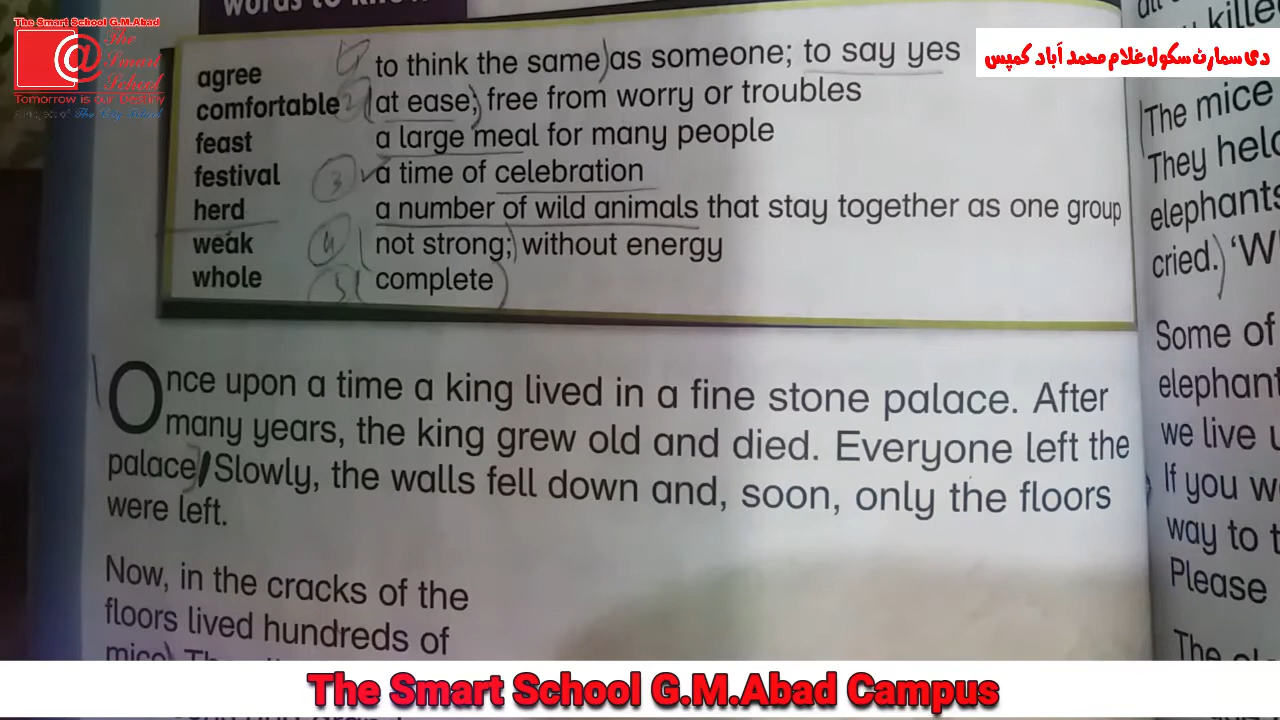 The Smart School G.M.Abad
The
Smart
School
Tomorrow is our Destiny
دی سمارٹ سکول غلام محمد آباد کیمپس
words to know
agree to think the same as someone; to say yes
comfortable at ease; free from worry or troubles
feast a large meal for many people
festival a time of celebration
herd a number of wild animals that stay together as one group
weak not strong; without energy
whole complete
Once upon a time a king lived in a fine stone palace. After
many years, the king grew old and died. Everyone left the
palace. Slowly, the walls fell down and, soon, only the floors
were left.
Now, in the cracks of the
floors lived hundreds of
mice.
The mice
They held
elephants
cried. 'W
Some of
elephant
we live u
If you w
way to t
Please
The Smart School G.M.Abad Campus